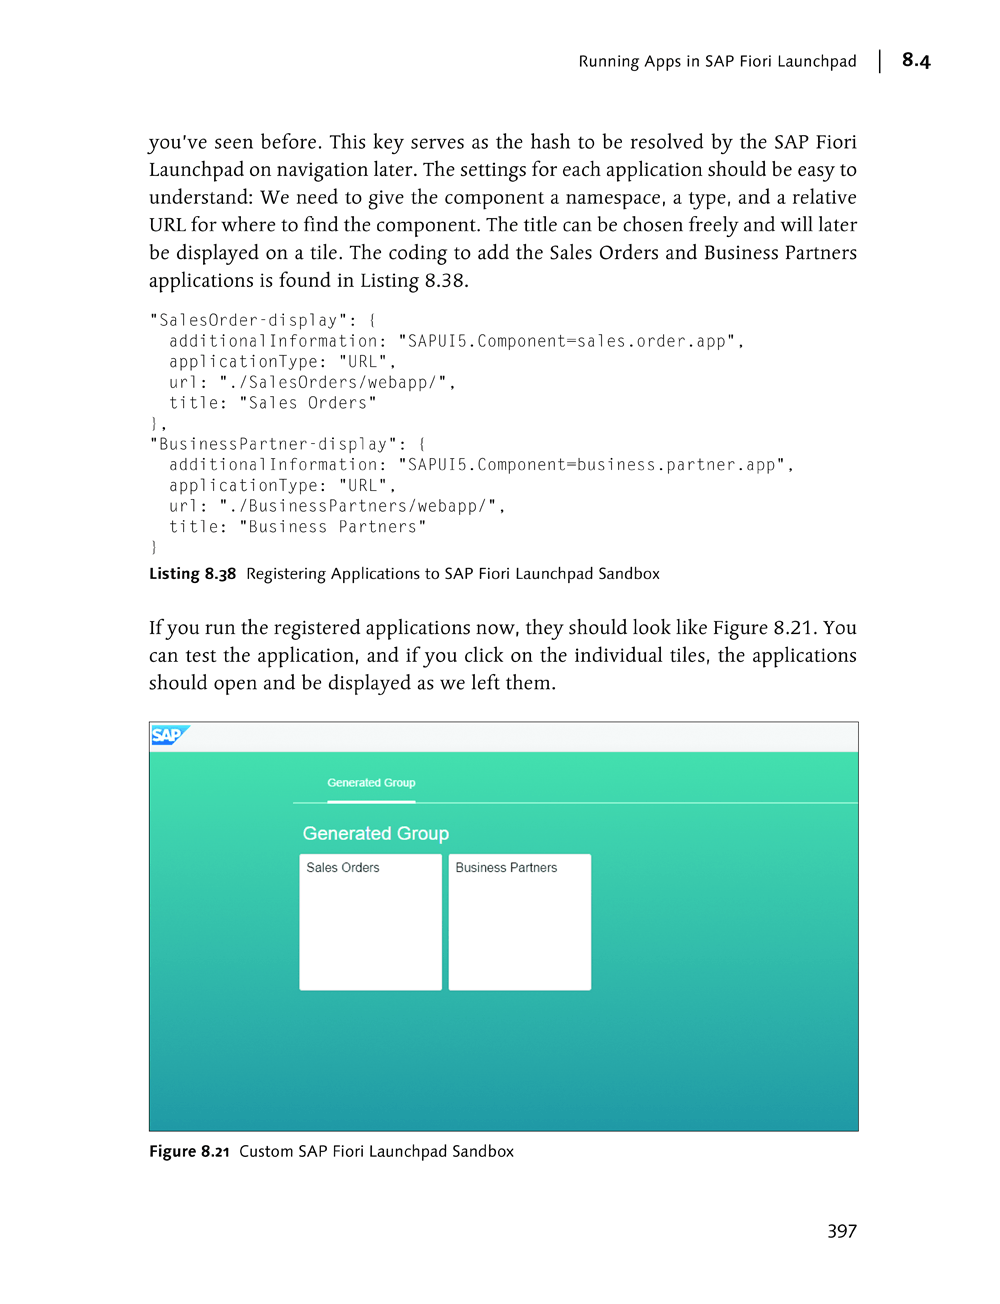 Running Apps in SAP Fiori Launchpad | 8.4
you've seen before. This key serves as the hash to be resolved by the SAP Fiori
Launchpad on navigation later. The settings for each application should be easy to
understand: We need to give the component a namespace, a type, and a relative
URL for where to find the component. The title can be chosen freely and will later
be displayed on a tile. The coding to add the Sales Orders and Business Partners
applications is found in Listing 8.38.
"SalesOrder-display": {
  additionalInformation: "SAPUI5.Component=sales.order.app",
  applicationType: "URL",
  url: "./SalesOrders/webapp/",
  title: "Sales Orders"
},
"BusinessPartner-display": {
  additionalInformation: "SAPUI5.Component=business.partner.app",
  applicationType: "URL",
  url: "./BusinessPartners/webapp/",
  title: "Business Partners"
}
Listing 8.38 Registering Applications to SAP Fiori Launchpad Sandbox
If you run the registered applications now, they should look like Figure 8.21. You
can test the application, and if you click on the individual tiles, the applications
should open and be displayed as we left them.
SAP
Generated Group
Generated Group
Sales Orders
Business Partners
Figure 8.21 Custom SAP Fiori Launchpad Sandbox
397